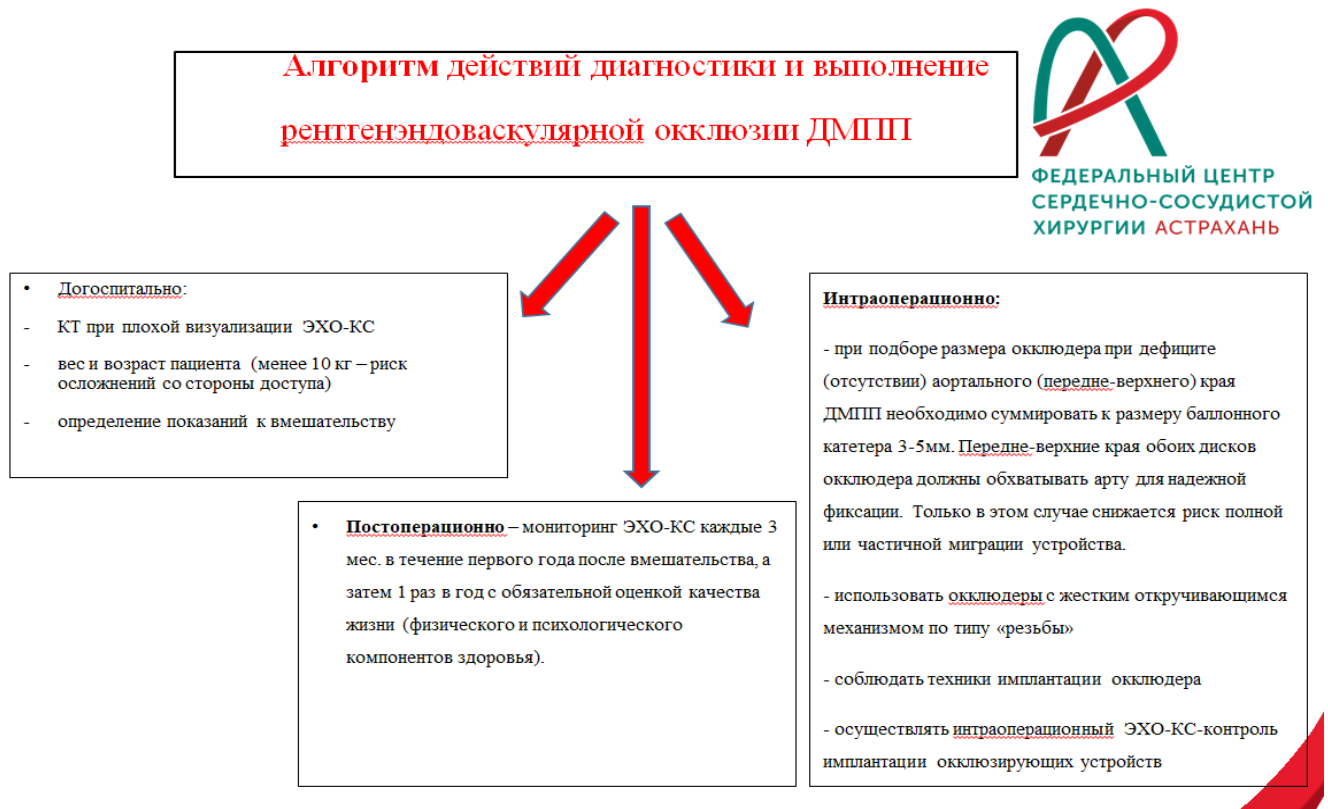 Алгоритм действий диагностики и выполнение
рентгенэндоваскулярной окклюзии ДМПП
ФЕДЕРАЛЬНЫЙ ЦЕНТР
СЕРДЕЧНО-СОСУДИСТОЙ
ХИРУРГИИ АСТРАХАНЬ
• Догоспитально:
- КТ при плохой визуализации ЭХО-КС
- вес и возраст пациента (менее 10 кг – риск
осложнений со стороны доступа)
- определение показаний к вмешательству
• Постоперационно – мониторинг ЭХО-КС каждые 3
мес. в течение первого года после вмешательства, а
затем 1 раз в год с обязательной оценкой качества
жизни (физического и психологического
компонентов здоровья).
Интраоперационно:
- при подборе размера окклюдера при дефиците
(отсутствии) аортального (передне-верхнего) края
ДМПП необходимо суммировать к размеру баллонного
катетера 3-5мм. Передне-верхние края обоих дисков
окклюдера должны обхватывать арту для надежной
фиксации. Только в этом случае снижается риск полной
или частичной миграции устройства.
- использовать окклюдеры с жестким откручивающимся
механизмом по типу «резьбы»
- соблюдать техники имплантации окклюдера
- осуществлять интраоперационный ЭХО-КС-контроль
имплантации окклюзирующих устройств